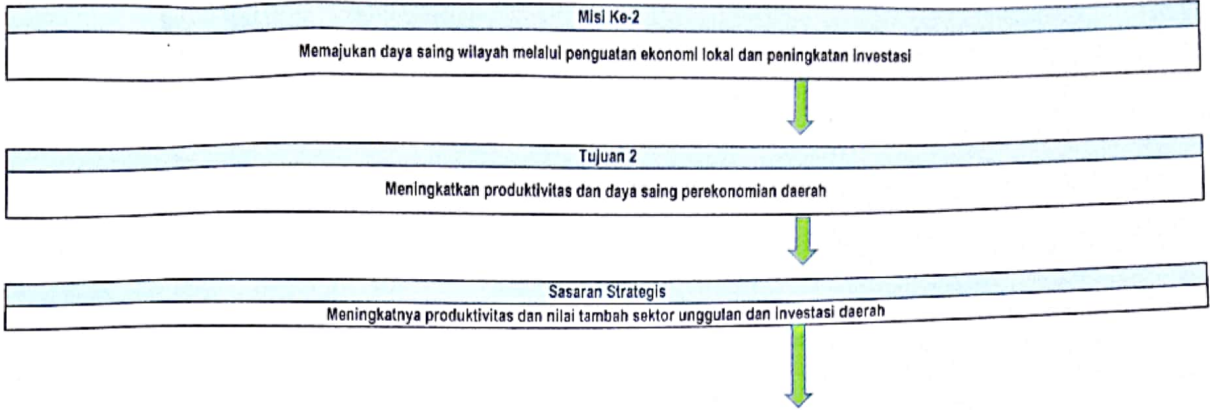 Misi Ke-2
Memajukan daya saing wilayah melalui penguatan ekonomi lokal dan peningkatan investasi
Tujuan 2
Meningkatkan produktivitas dan daya saing perekonomian daerah
Sasaran Strategis
Meningkatnya produktivitas dan nilai tambah sektor unggulan dan investasi daerah